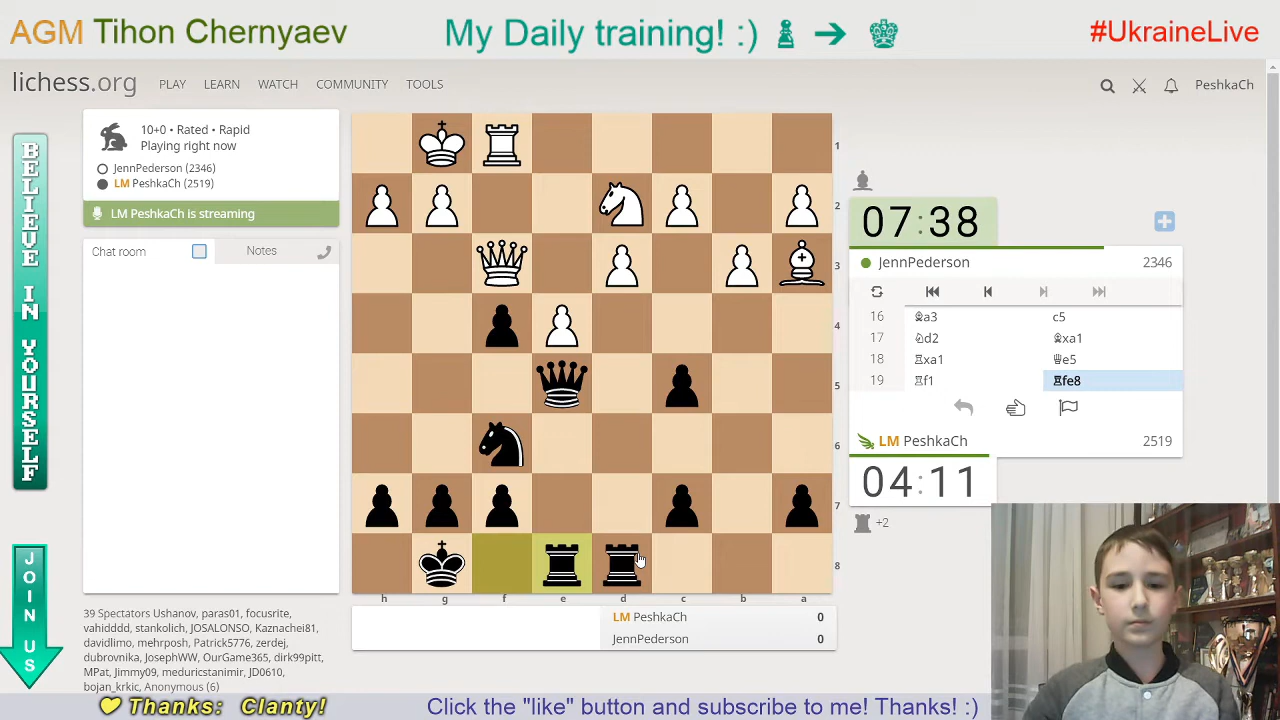 AGM Tihon Chernyaev
My Daily training! :)
#UkraineLive
lichess.org PLAY LEARN WATCH COMMUNITY TOOLS PeshkaCh
BELIEVE IN YOURSELF
JOIN US
10+0 • Rated • Rapid
Playing right now
JennPederson (2346)
LM PeshkaCh (2519)
LM PeshkaCh is streaming
Chat room Notes
39 Spectators Ushanov, paras01, focusrite,
vahidddd, stankolich, JOSALONSO, Kaznachei81,
davidlimo, mehrposh, Patrick5776, zerdej,
dubrovnika, JosephWW, OurGame365, dirk99pitt,
MPat, Jimmy09, meduricstanimir, JD0610,
bojan_krkic, Anonymous (6)
1
2
3
4
5
6
7
8
h g f e d c b a
LM PeshkaCh 0
JennPederson 0
07:38
JennPederson 2346
16 ♗a3 c5
17 ♘d2 ♗xa1
18 ♖xa1 ♕e5
19 ♖f1 ♖fe8
LM PeshkaCh 2519
04:11
+2
Thanks: Clanty!
Click the "like" button and subscribe to me! Thanks! :)